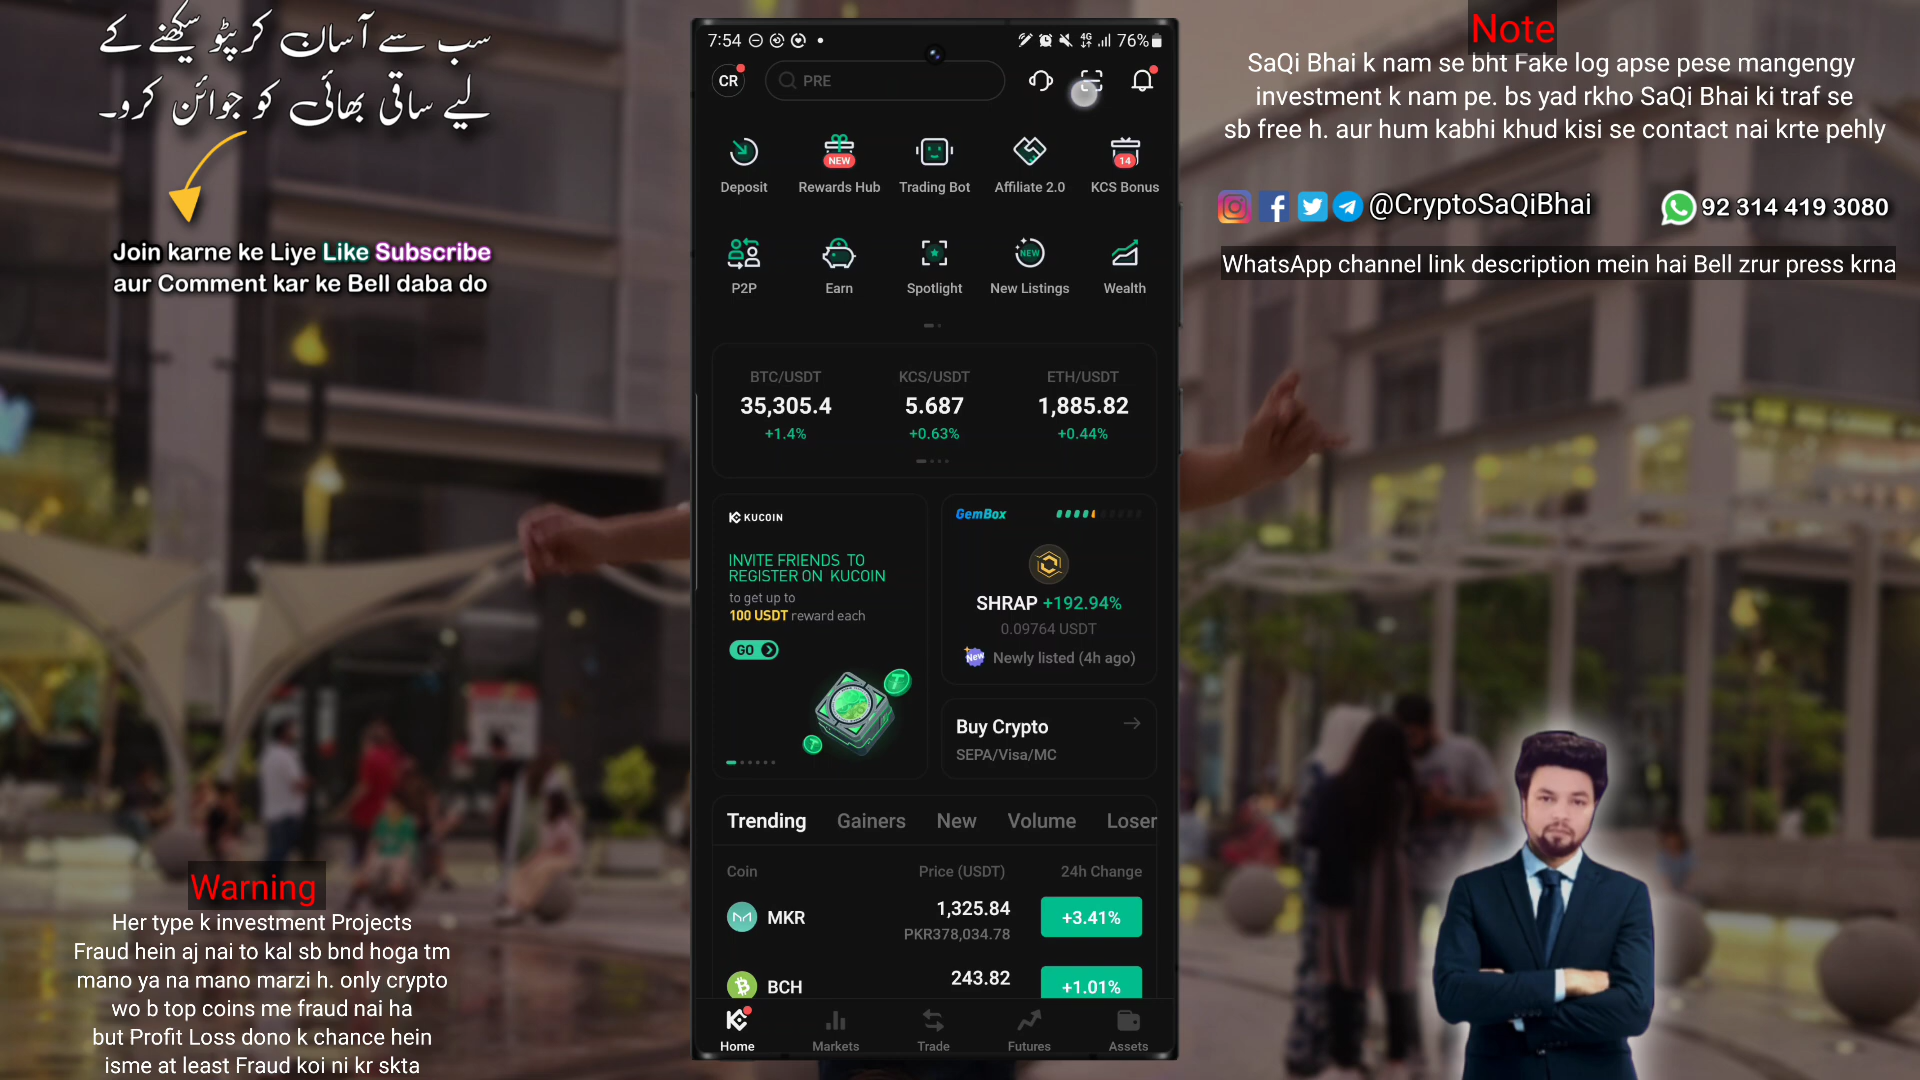 سب سے آسان کرپٹو سکھنے کے
لیے ساقی بھائی کو جوائن کرو۔
Join karne ke Liye Like Subscribe
aur Comment kar ke Bell daba do
Warning
Her type k investment Projects
Fraud hein aj nai to kal sb bnd hoga tm
mano ya na mano marzi h. only crypto
wo b top coins me fraud nai ha
but Profit Loss dono k chance hein
isme at least Fraud koi ni kr skta
7:54 4G 76%
CR PRE
NEW 14
Deposit Rewards Hub Trading Bot Affiliate 2.0 KCS Bonus
NEW
P2P Earn Spotlight New Listings Wealth
BTC/USDT KCS/USDT ETH/USDT
35,305.4 5.687 1,885.82
+1.4% +0.63% +0.44%
KUCOIN
INVITE FRIENDS TO
REGISTER ON KUCOIN
to get up to
100 USDT reward each
GO
GemBox
SHRAP +192.94%
0.09764 USDT
New Newly listed (4h ago)
Buy Crypto
SEPA/Visa/MC
Trending Gainers New Volume Loser
Coin Price (USDT) 24h Change
MKR 1,325.84 +3.41%
PKR378,034.78
BCH 243.82 +1.01%
Home Markets Trade Futures Assets
Note
SaQi Bhai k nam se bht Fake log apse pese mangengy
investment k nam pe. bs yad rkho SaQi Bhai ki traf se
sb free h. aur hum kabhi khud kisi se contact nai krte pehly
@CryptoSaQiBhai 92 314 419 3080
WhatsApp channel link description mein hai Bell zrur press krna